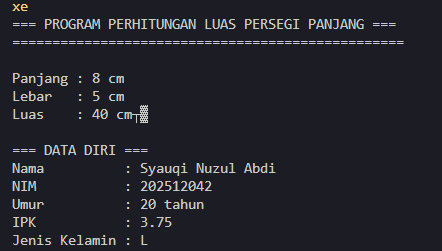 xe
=== PROGRAM PERHITUNGAN LUAS PERSEGI PANJANG ===
=================================================
Panjang : 8 cm
Lebar   : 5 cm
Luas    : 40 cm┬▓
=== DATA DIRI ===
Nama          : Syauqi Nuzul Abdi
NIM           : 202512042
Umur          : 20 tahun
IPK           : 3.75
Jenis Kelamin : L